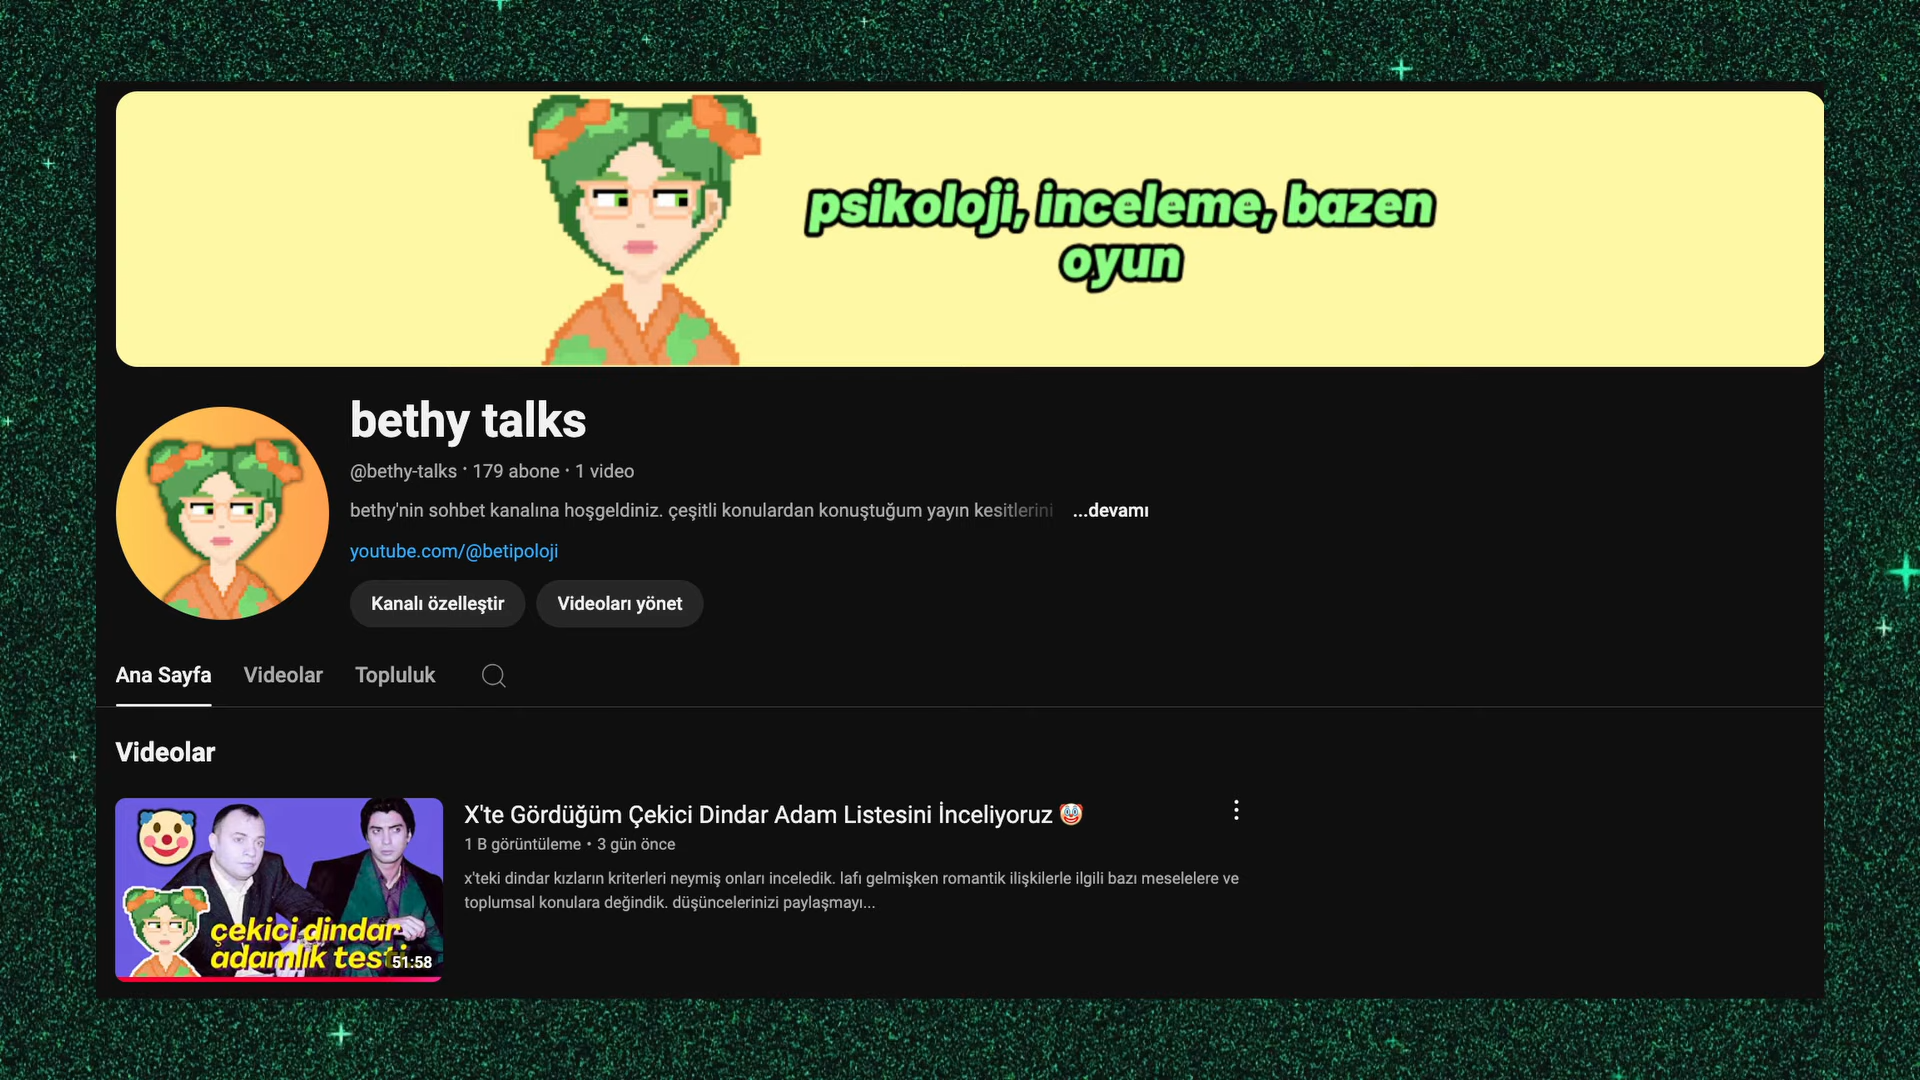 psikoloji, inceleme, bazen
oyun
bethy talks
@bethy-talks · 179 abone · 1 video
bethy'nin sohbet kanalına hoşgeldiniz. çeşitli konulardan konuştuğum yayın kesitlerini ...devamı
youtube.com/@betipoloji
Kanalı özelleştir Videoları yönet
Ana Sayfa Videolar Topluluk
Videolar
X'te Gördüğüm Çekici Dindar Adam Listesini İnceliyoruz 🤡
1 B görüntüleme · 3 gün önce
x'teki dindar kızların kriterleri neymiş onları inceledik. lafı gelmişken romantik ilişkilerle ilgili bazı meselelere ve
toplumsal konulara değindik. düşüncelerinizi paylaşmayı...
çekici dindar
adamlık testi
51:58